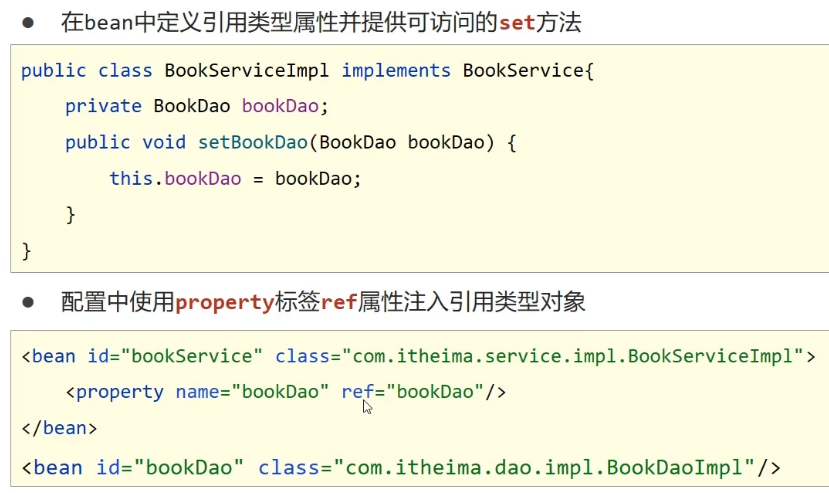 ● 在bean中定义引用类型属性并提供可访问的set方法
public class BookServiceImpl implements BookService{
    private BookDao bookDao;
    public void setBookDao(BookDao bookDao) {
        this.bookDao = bookDao;
    }
}
● 配置中使用property标签ref属性注入引用类型对象
<bean id="bookService" class="com.itheima.service.impl.BookServiceImpl">
    <property name="bookDao" ref="bookDao"/>
</bean>
<bean id="bookDao" class="com.itheima.dao.impl.BookDaoImpl"/>